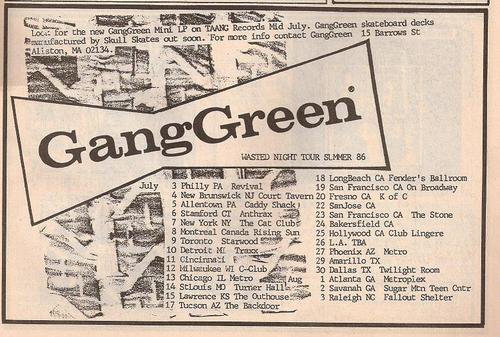 Look for the new GangGreen Mini LP on TAANG Records Mid July. GangGreen skateboard decks
manufactured by Skull Skates out soon. For more info contact GangGreen 15 Barrows St
Allston, MA 02134.
GangGreen®
WASTED NIGHT TOUR SUMMER 86
July 3 Philly PA Revival
4 New Brunswick NJ Court Tavern
5 Allentown PA Caddy Shack
6 Stamford CT Anthrax
7 New York NY The Cat Club
8 Montreal Canada Rising Sun
9 Toronto Starwood
10 Detroit MI Traxx
11 Cincinnati
12 Milwaukee WI C-Club
13 Chicago IL Metro
14 StLouis MO Turner Hall
15 Lawrence KS The Outhouse
17 Tucson AZ The Backdoor
18 LongBeach CA Fender's Ballroom
19 San Francisco CA On Broadway
20 Fresno CA K of C
22 SanJose CA
23 San Francisco CA The Stone
24 Bakersfield CA
25 Hollywood CA Club Lingere
26 L.A. TBA
27 Phoenix AZ Metro
29 Amarillo TX
30 Dallas TX Twilight Room
Aug 1 Atlanta GA Metroplex
2 Savanah GA Sugar Mtn Teen Cntr
3 Raleigh NC Fallout Shelter